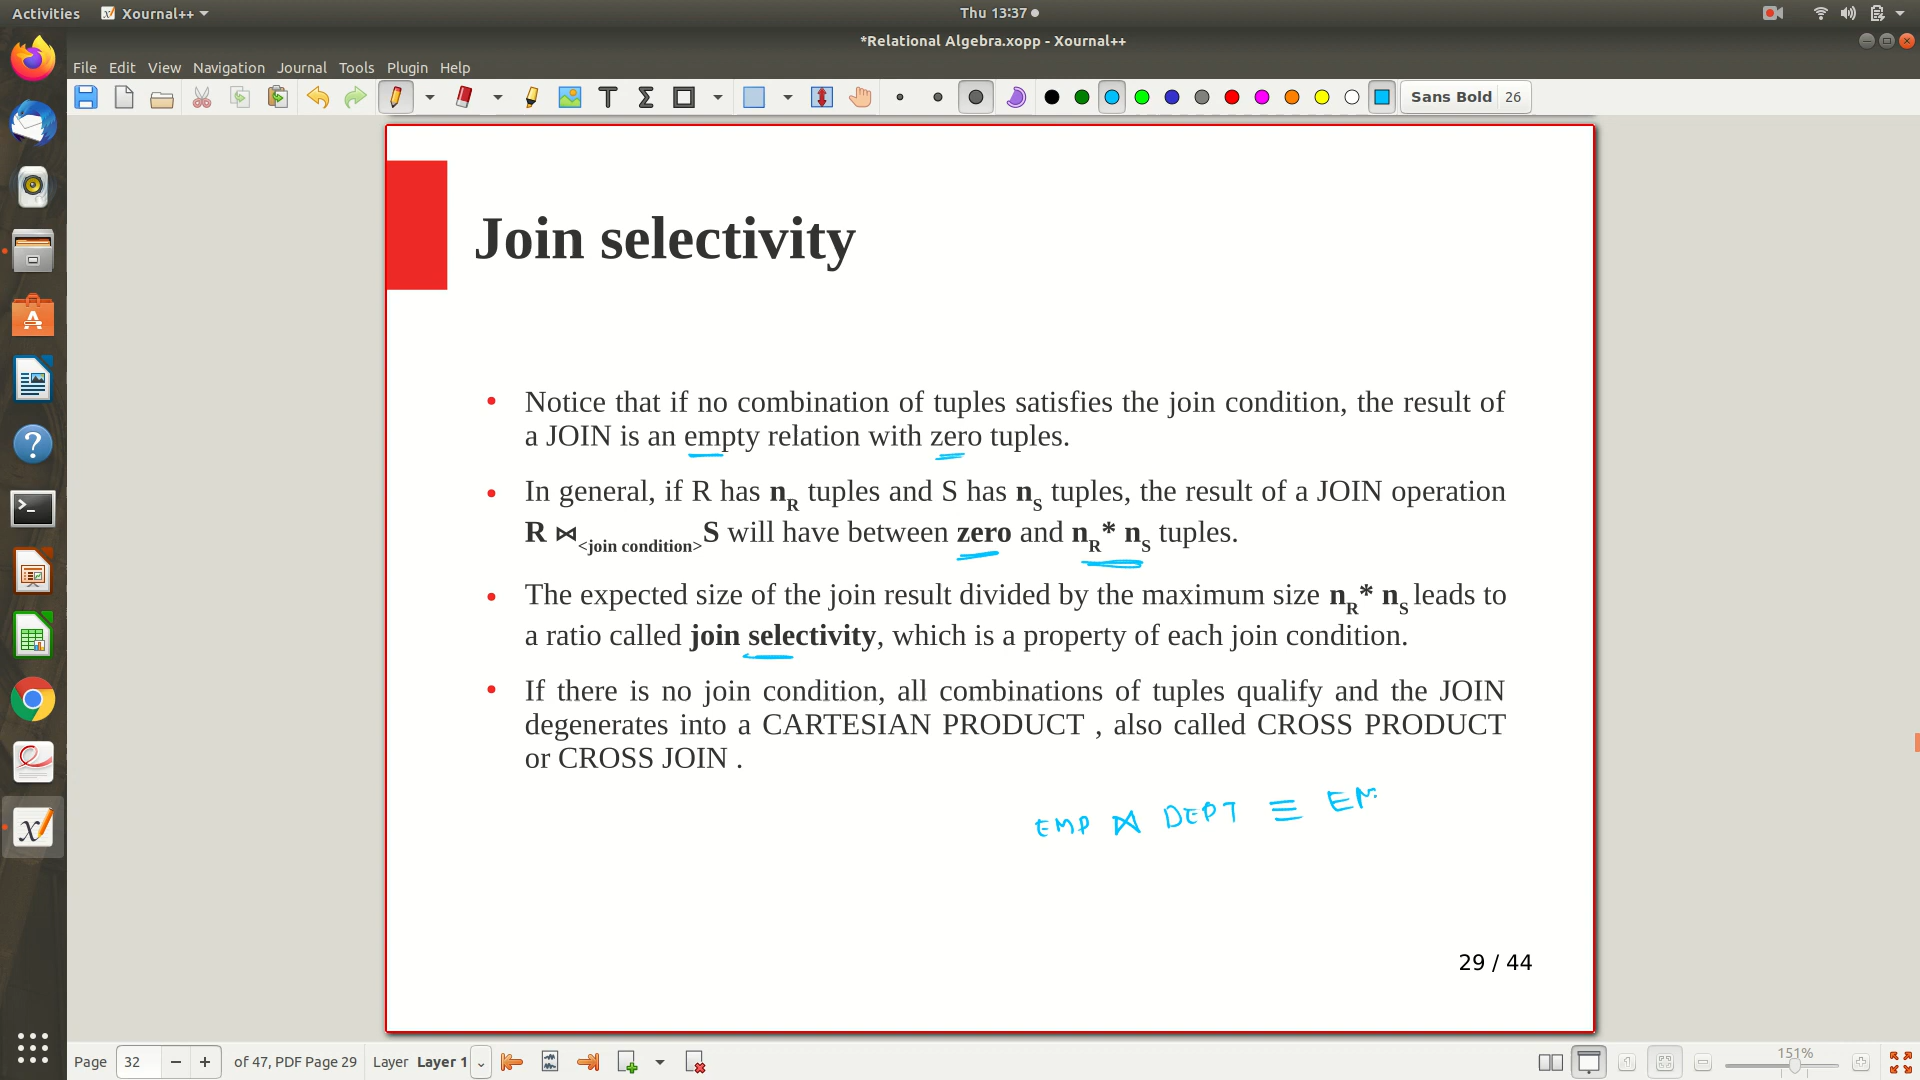 Activities Xournal++ Thu 13:37
*Relational Algebra.xopp - Xournal++
File Edit View Navigation Journal Tools Plugin Help
Sans Bold 26
Join selectivity
• Notice that if no combination of tuples satisfies the join condition, the result of
a JOIN is an empty relation with zero tuples.
• In general, if R has nR tuples and S has nS tuples, the result of a JOIN operation
R ⋈<join condition>S will have between zero and nR* nS tuples.
• The expected size of the join result divided by the maximum size nR* nS leads to
a ratio called join selectivity, which is a property of each join condition.
• If there is no join condition, all combinations of tuples qualify and the JOIN
degenerates into a CARTESIAN PRODUCT , also called CROSS PRODUCT
or CROSS JOIN .
EMP ⋈ DEPT ≡ EM
29 / 44
Page 32 of 47, PDF Page 29 Layer Layer 1 151%